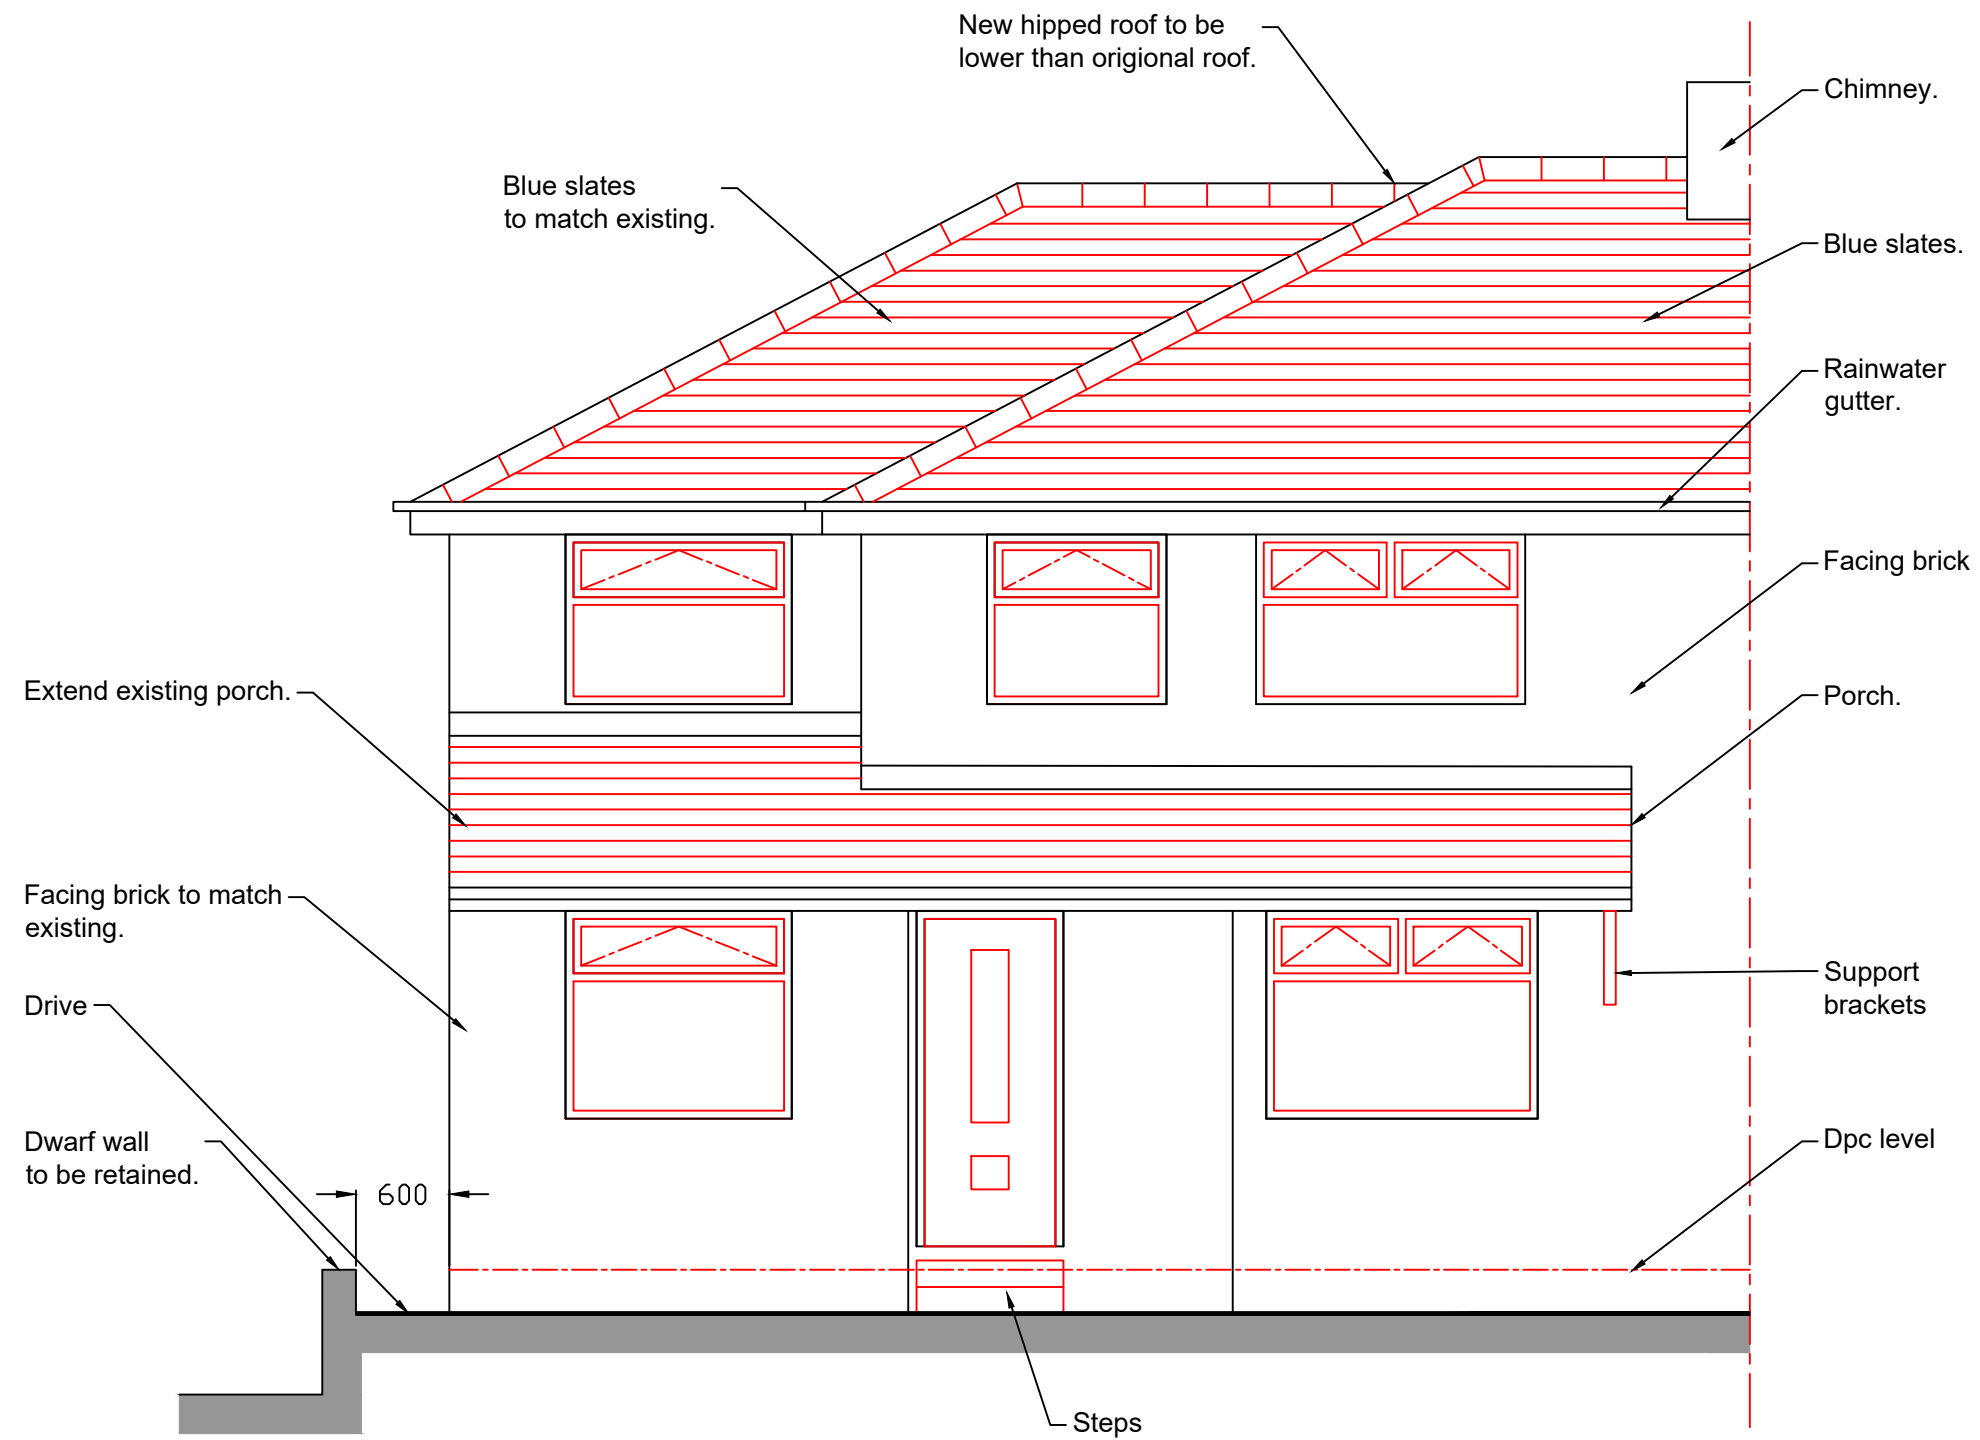 New hipped roof to be
lower than origional roof.
Chimney.
Blue slates
to match existing.
Blue slates.
Rainwater
gutter.
Facing brick
Extend existing porch.
Porch.
Facing brick to match
existing.
Support
brackets
Drive
Dwarf wall
to be retained.
Dpc level
600
Steps